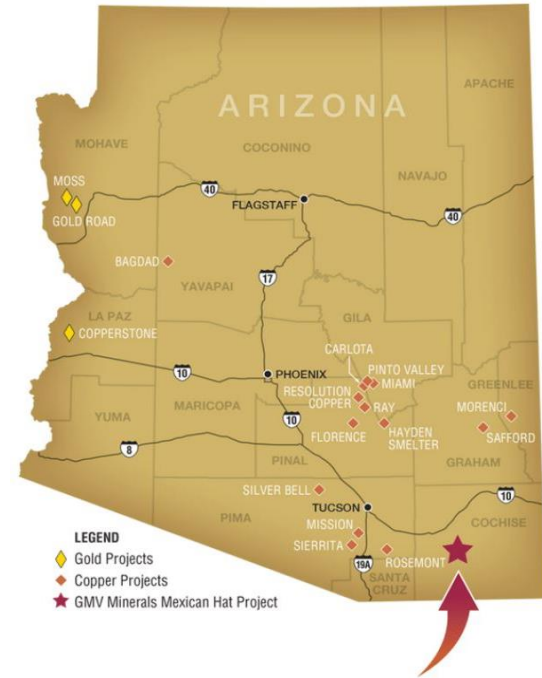 ARIZONA
APACHE
MOHAVE
COCONINO
NAVAJO
MOSS
GOLD ROAD
40
FLAGSTAFF
40
BAGDAD
17
YAVAPAI
LA PAZ
COPPERSTONE
GILA
CARLOTA
PINTO VALLEY
MIAMI
10
PHOENIX
RESOLUTION
COPPER
GREENLEE
YUMA
MARICOPA
RAY
MORENCI
10
FLORENCE
HAYDEN
SMELTER
SAFFORD
8
PINAL
GRAHAM
SILVER BELL
10
TUCSON
PIMA
COCHISE
MISSION
SIERRITA
ROSEMONT
19A
SANTA
CRUZ
LEGEND
Gold Projects
Copper Projects
GMV Minerals Mexican Hat Project